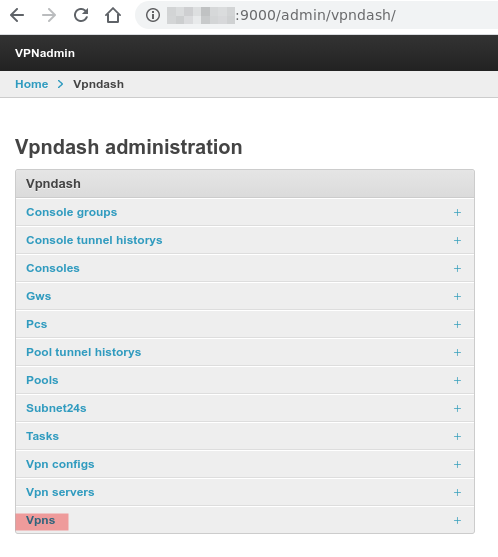 :9000/admin/vpndash/
VPNadmin
Home > Vpndash
Vpndash administration
Vpndash
Console groups +
Console tunnel historys +
Consoles +
Gws +
Pcs +
Pool tunnel historys +
Pools +
Subnet24s +
Tasks +
Vpn configs +
Vpn servers +
Vpns +